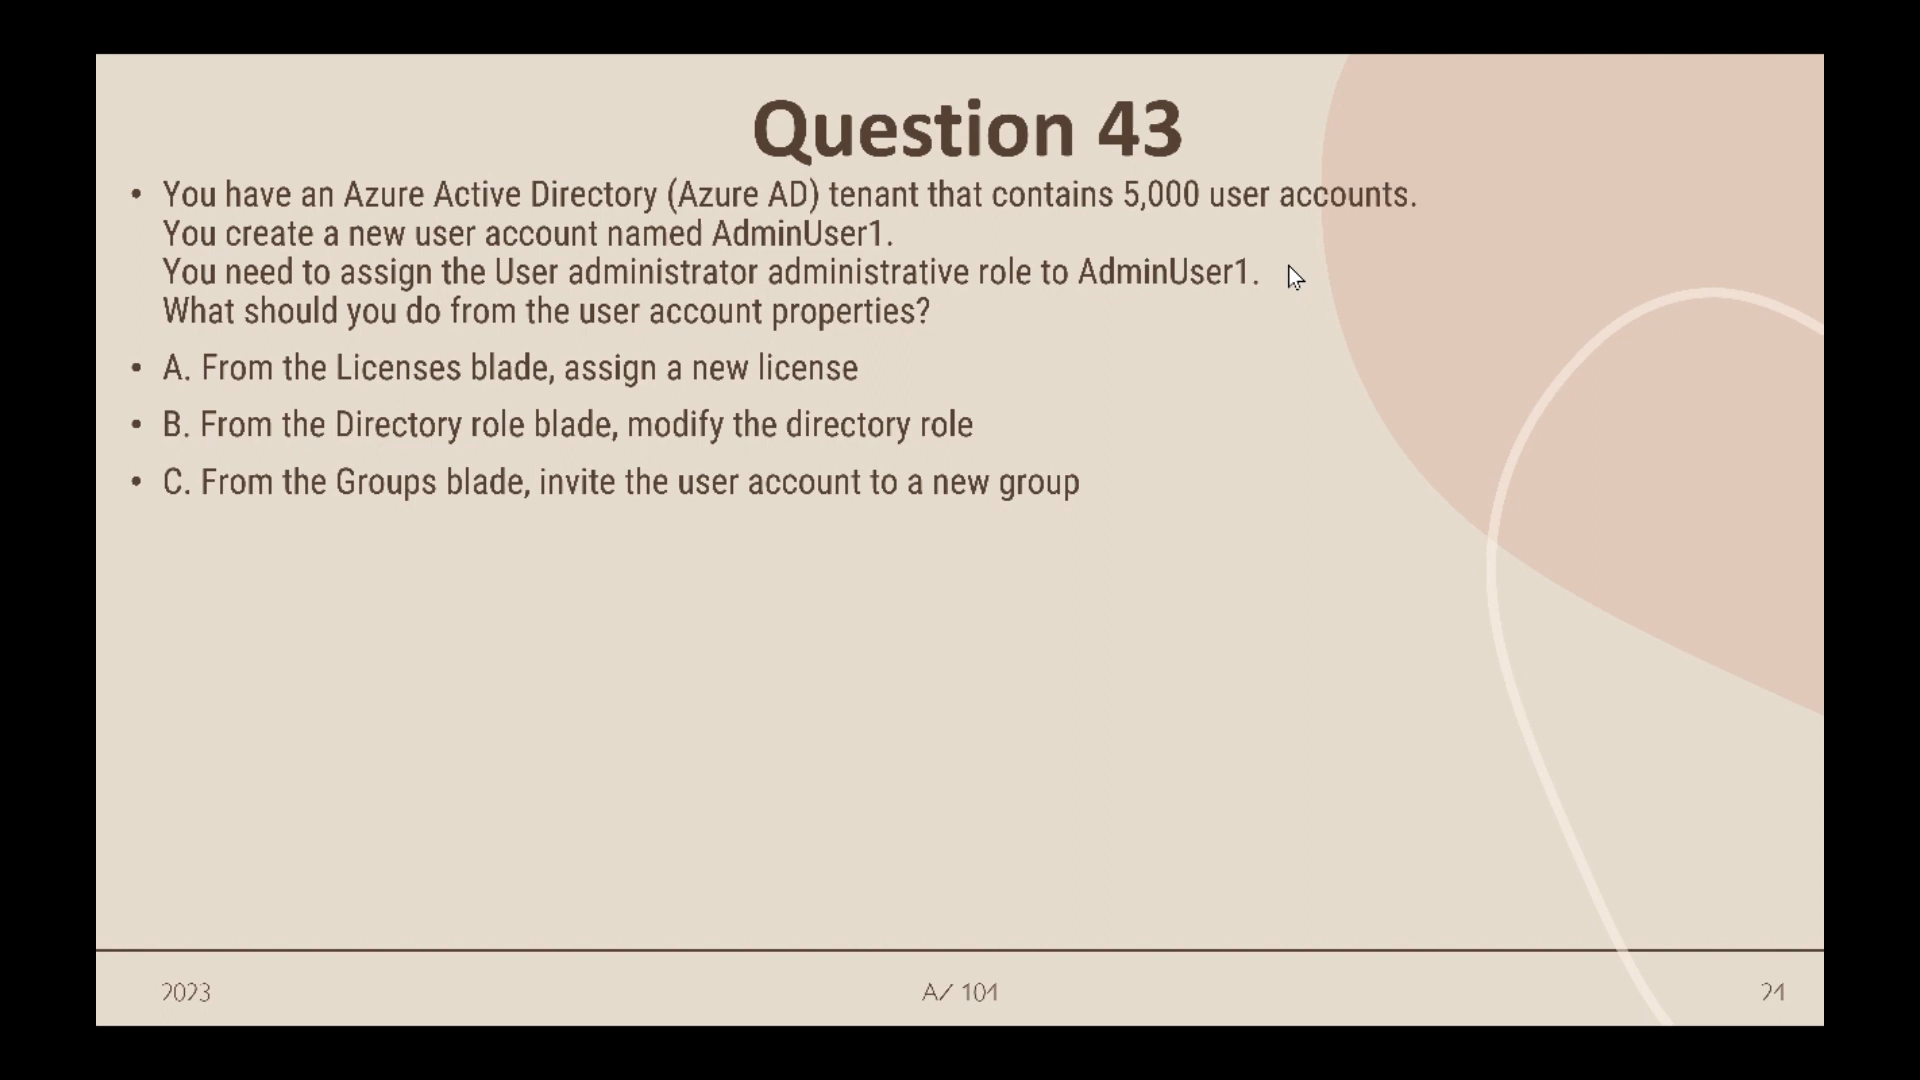 Question 43
• You have an Azure Active Directory (Azure AD) tenant that contains 5,000 user accounts.
You create a new user account named AdminUser1.
You need to assign the User administrator administrative role to AdminUser1.
What should you do from the user account properties?
• A. From the Licenses blade, assign a new license
• B. From the Directory role blade, modify the directory role
• C. From the Groups blade, invite the user account to a new group
2023
AZ 104
21